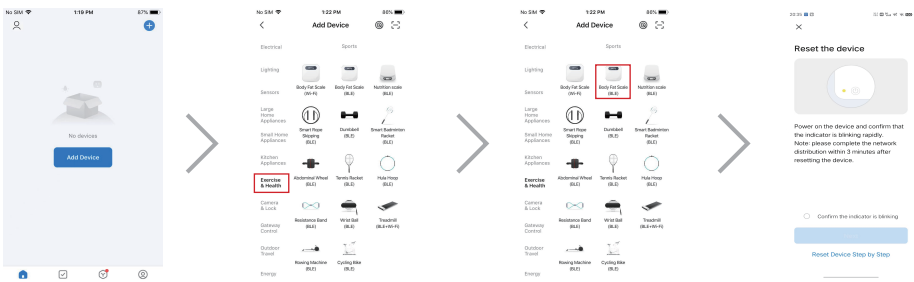 No SIM
1:19 PM
87%
No devices
Add Device
No SIM
1:22 PM
86%
Add Device
Electrical
Lighting
Sensors
Large
Home
Appliances
Small Home
Appliances
Kitchen
Appliances
Exercise
& Health
Camera
& Lock
Gateway
Control
Outdoor
Travel
Energy
Sports
Body Fat Scale
(Wi-Fi)
Body Fat Scale
(BLE)
Nutrition scale
(BLE)
Smart Rope
Skipping
(BLE)
Dumbbell
(BLE)
Smart Badminton
Racket
(BLE)
Abdominal Wheel
(BLE)
Tennis Racket
(BLE)
Hula Hoop
(BLE)
Resistance Band
(BLE)
Wrist Ball
(BLE)
Treadmill
(BLE+Wi-Fi)
Rowing Machine
(BLE)
Cycling Bike
(BLE)
No SIM
1:22 PM
86%
Add Device
Electrical
Lighting
Sensors
Large
Home
Appliances
Small Home
Appliances
Kitchen
Appliances
Exercise
& Health
Camera
& Lock
Gateway
Control
Outdoor
Travel
Energy
Sports
Body Fat Scale
(Wi-Fi)
Body Fat Scale
(BLE)
Nutrition scale
(BLE)
Smart Rope
Skipping
(BLE)
Dumbbell
(BLE)
Smart Badminton
Racket
(BLE)
Abdominal Wheel
(BLE)
Tennis Racket
(BLE)
Hula Hoop
(BLE)
Resistance Band
(BLE)
Wrist Ball
(BLE)
Treadmill
(BLE+Wi-Fi)
Rowing Machine
(BLE)
Cycling Bike
(BLE)
Reset the device
Power on the device and confirm that
the indicator is blinking rapidly.
Note: please complete the network
distribution within 3 minutes after
resetting the device.
Confirm the indicator is blinking
Reset Device Step by Step